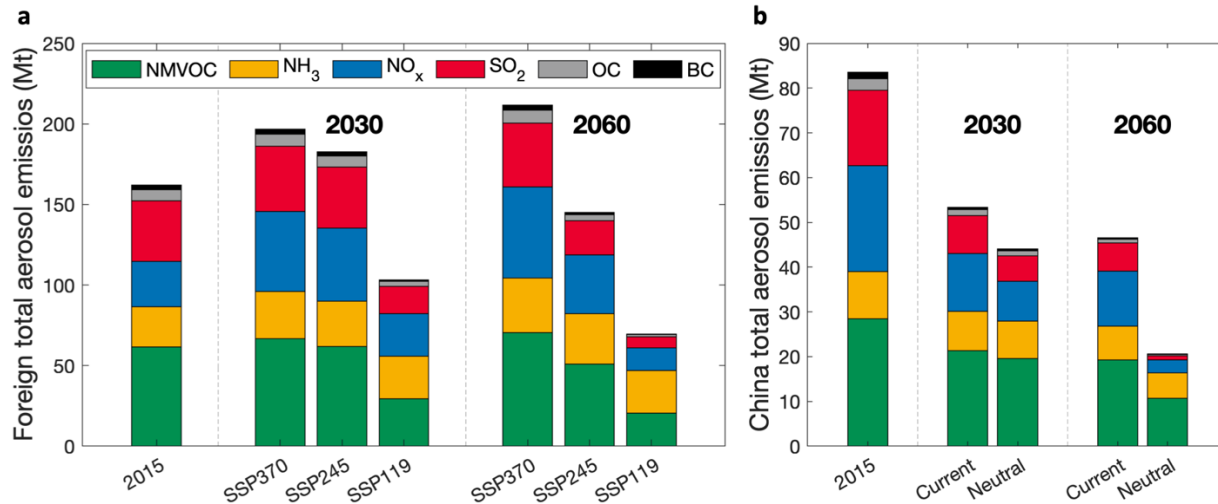 a
Foreign total aerosol emissios (Mt)
250
200
150
100
50
0
NMVOC NH3 NOx SO2 OC BC
2030
2060
2015 SSP370 SSP245 SSP119 SSP370 SSP245 SSP119
b
China total aerosol emissios (Mt)
90
80
70
60
50
40
30
20
10
0
2030
2060
2015 Current Neutral Current Neutral